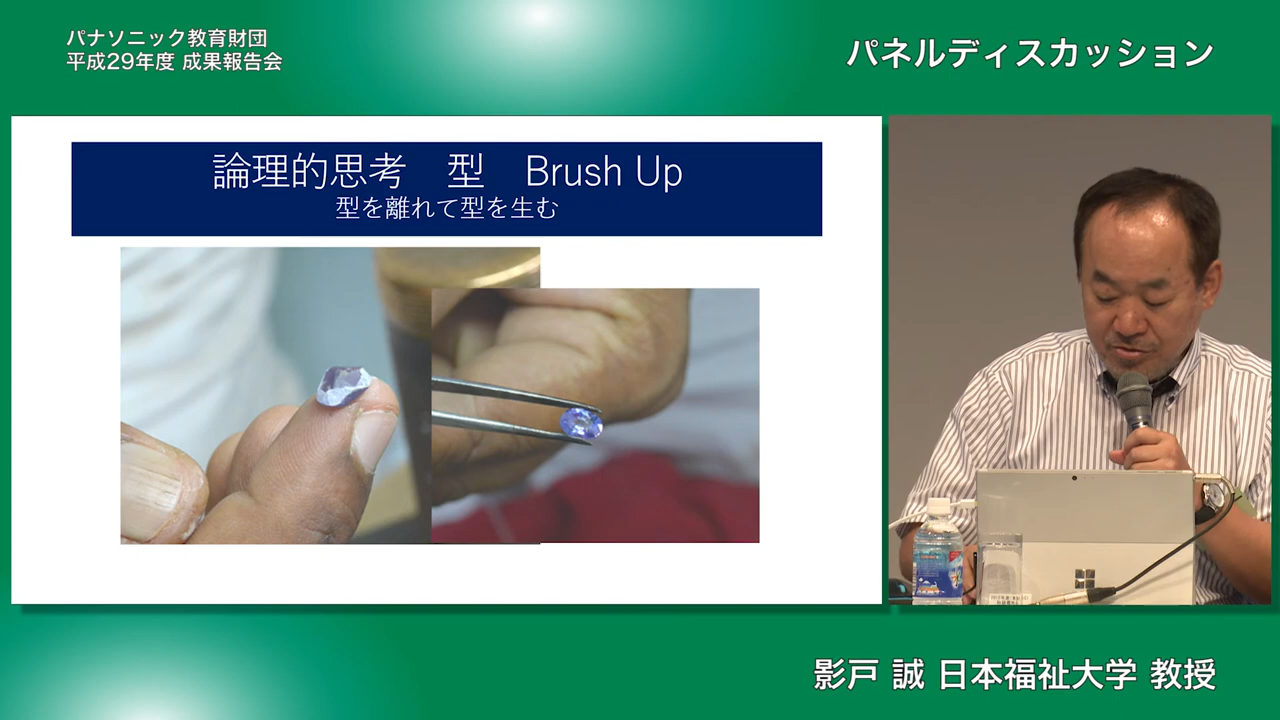 パナソニック教育財団
平成29年度 成果報告会
パネルディスカッション
論理的思考　型　Brush Up
型を離れて型を生む
影戸 誠 日本福祉大学 教授